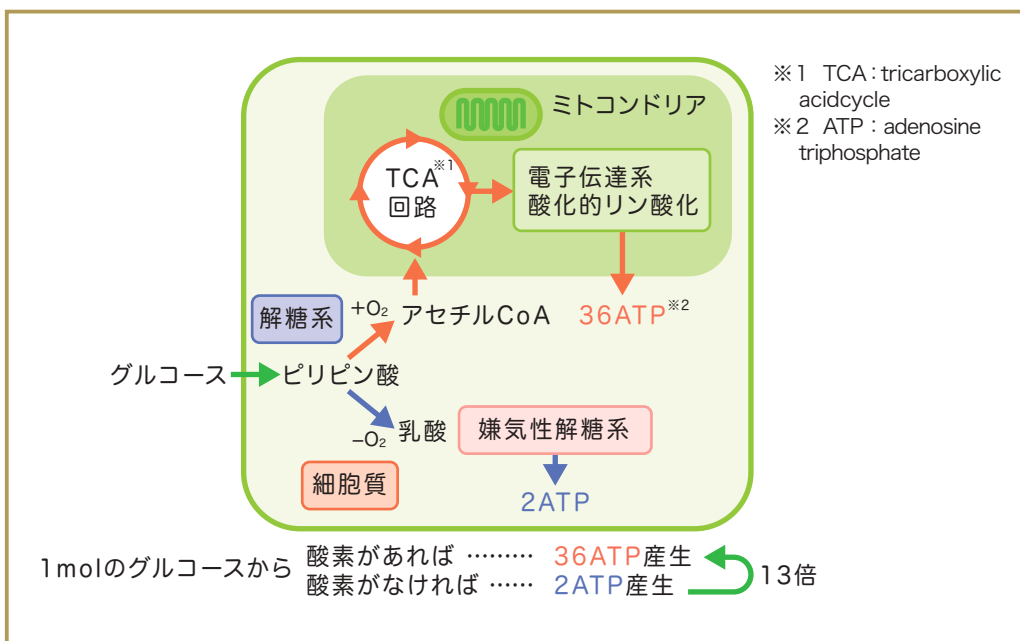 ※1 TCA：tricarboxylic
acidcycle
※2 ATP：adenosine
triphosphate
ミトコンドリア
TCA※1
回路
電子伝達系
酸化的リン酸化
解糖系
+O₂
アセチルCoA
36ATP※2
グルコース
ピリピン酸
−O₂
乳酸
嫌気性解糖系
細胞質
2ATP
1molのグルコースから
酸素があれば ……… 36ATP産生
酸素がなければ …… 2ATP産生
13倍